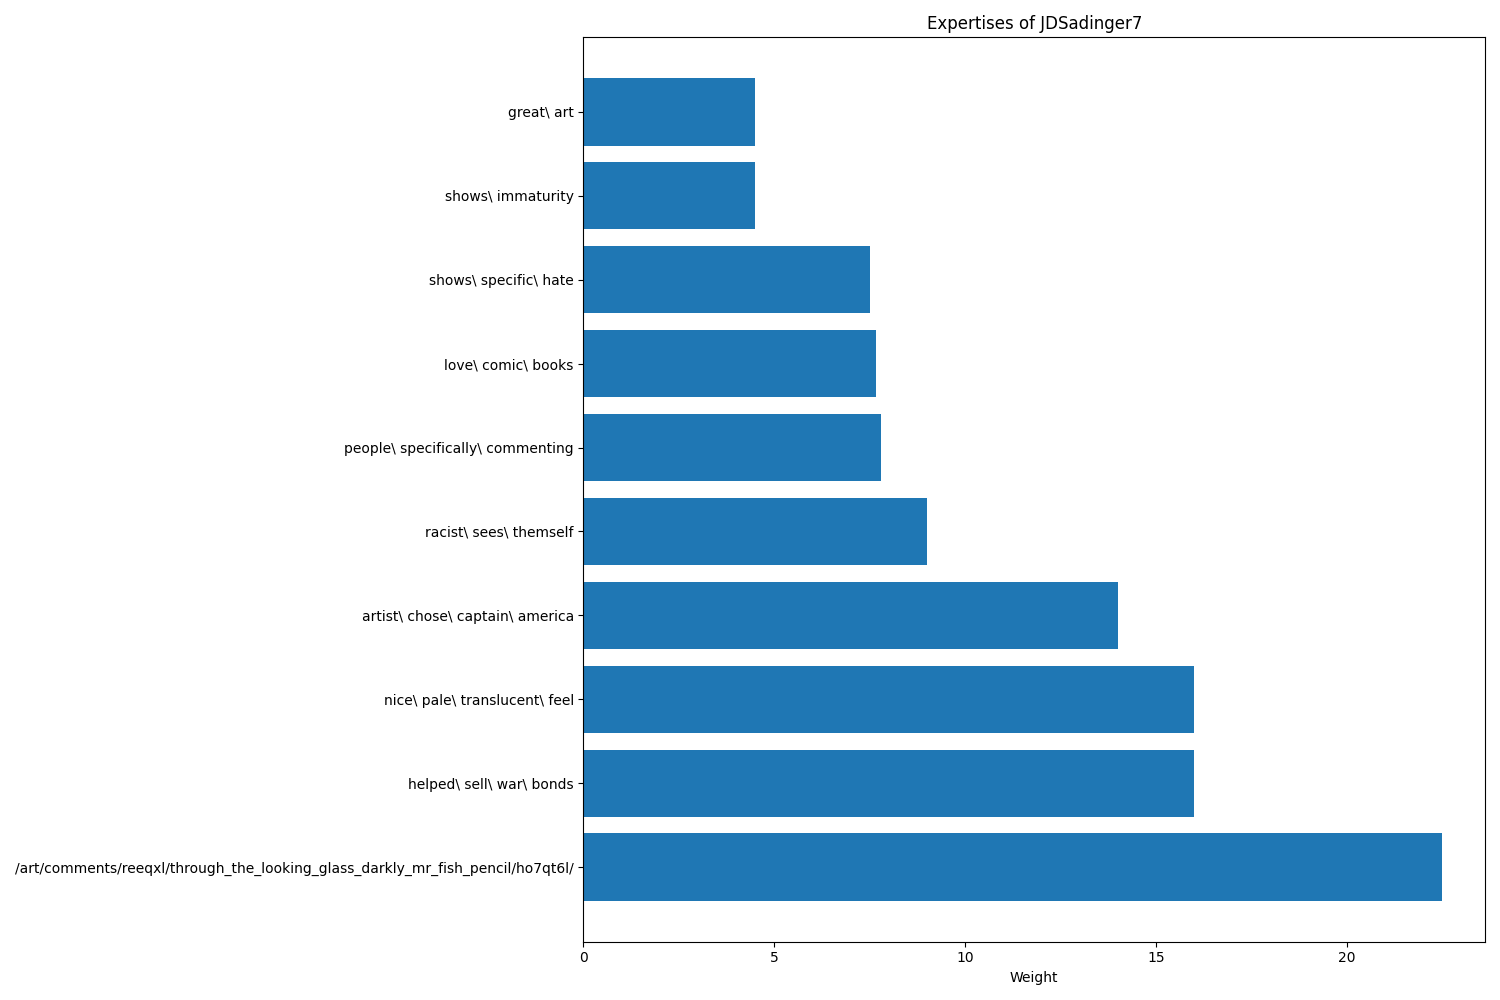 Expertises of JDSadinger7
great\ art
shows\ immaturity
shows\ specific\ hate
love\ comic\ books
people\ specifically\ commenting
racist\ sees\ themself
artist\ chose\ captain\ america
nice\ pale\ translucent\ feel
helped\ sell\ war\ bonds
/art/comments/reeqxl/through_the_looking_glass_darkly_mr_fish_pencil/ho7qt6l/
0 5 10 15 20
Weight